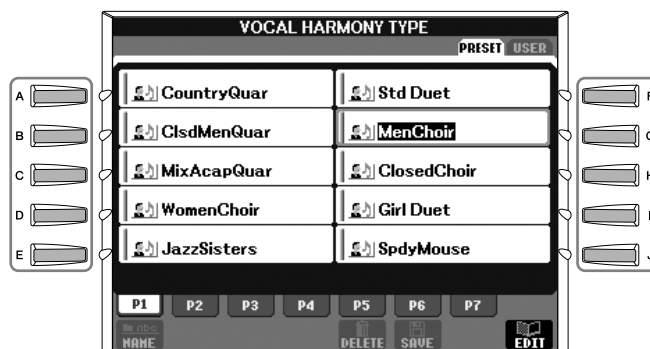 VOCAL HARMONY TYPE
PRESET USER
A CountryQuar Std Duet
B ClsdMenQuar MenChoir
C MixAcapQuar ClosedChoir
D WomenChoir Girl Duet
E JazzSisters SpdyMouse
P1 P2 P3 P4 P5 P6 P7
NAME DELETE SAVE EDIT